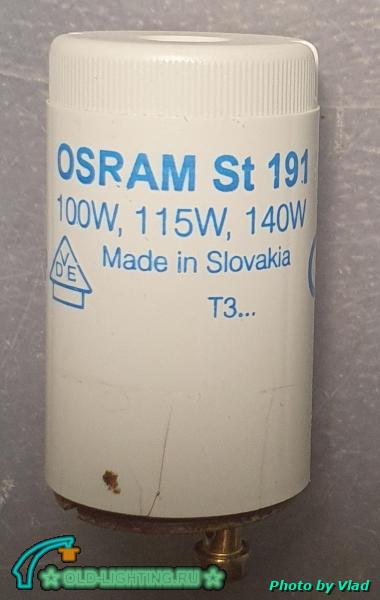 OSRAM St 191
100W, 115W, 140W
Made in Slovakia
VDE
T3...
OLD-LIGHTING.RU
Photo by Vlad